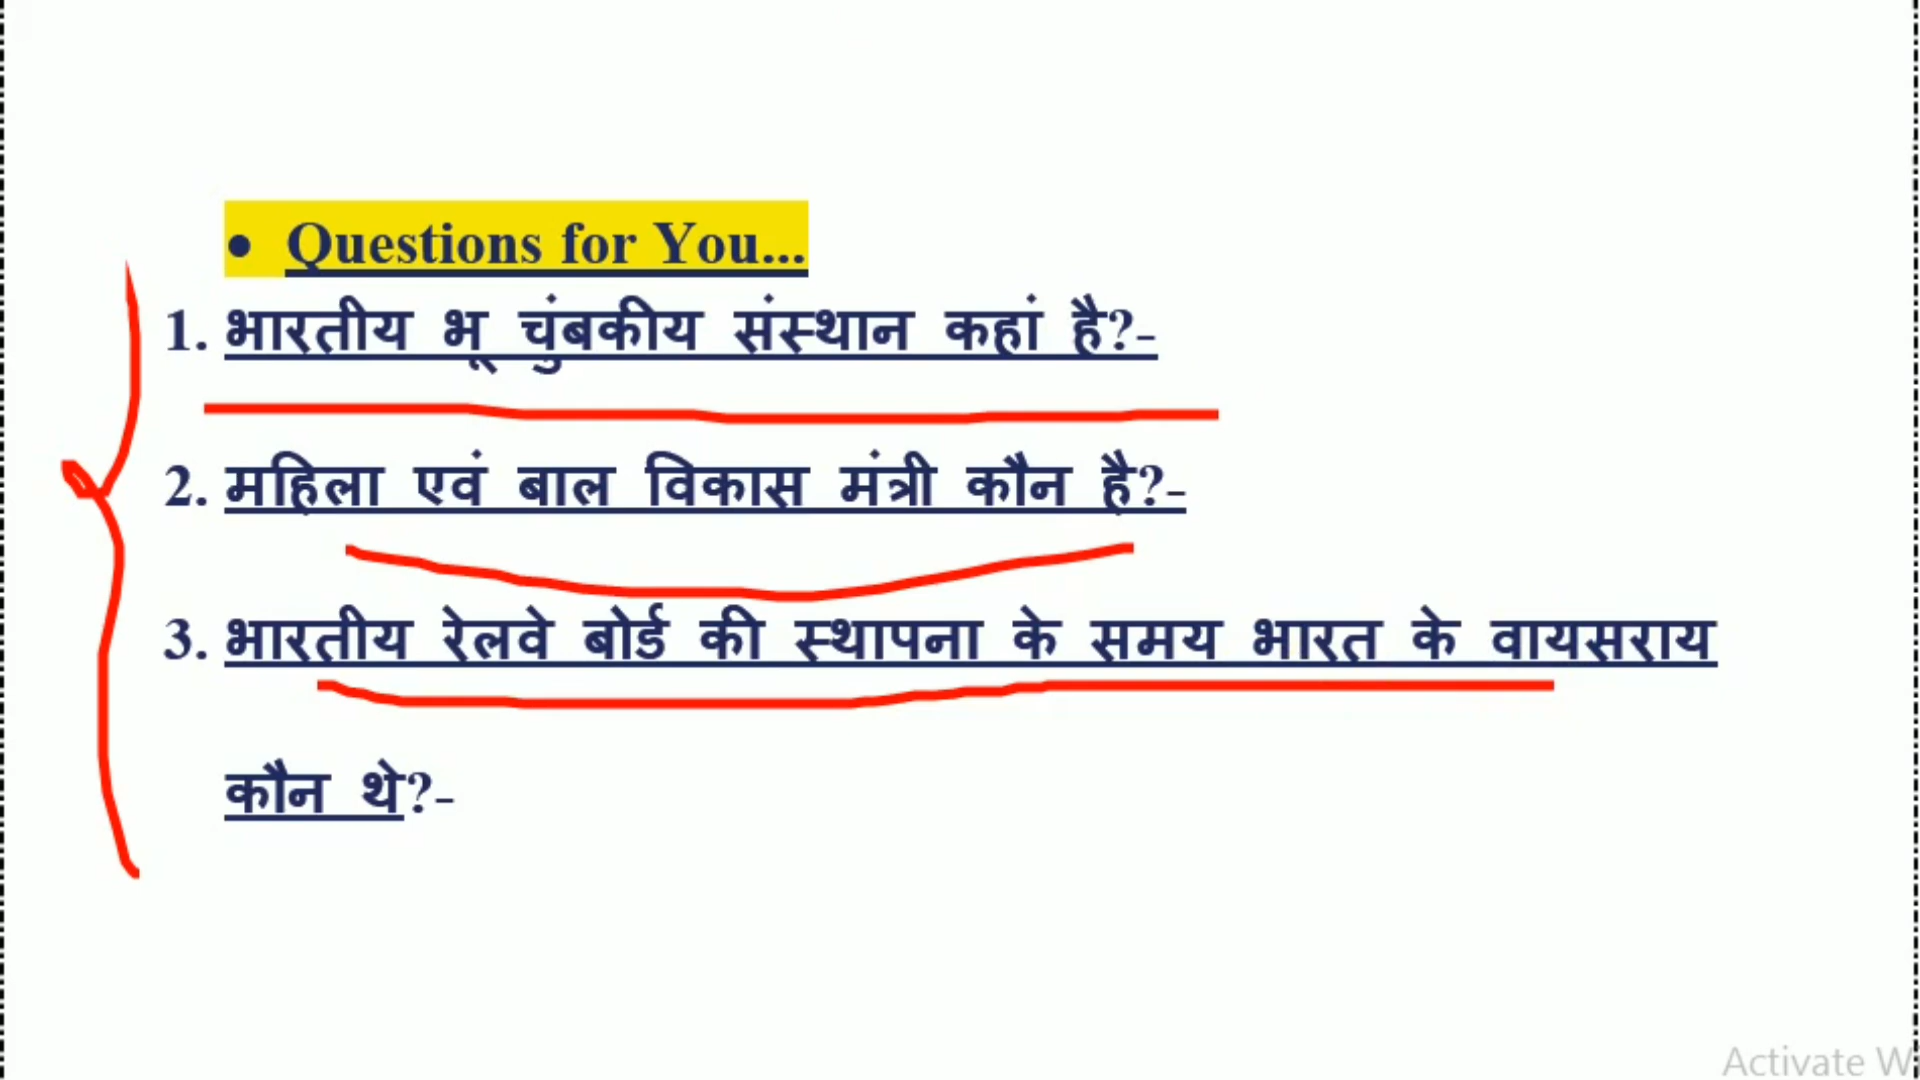 • Questions for You...
1. भारतीय भू चुंबकीय संस्थान कहां है?-
2. महिला एवं बाल विकास मंत्री कौन है?-
3. भारतीय रेलवे बोर्ड की स्थापना के समय भारत के वायसराय
कौन थे?-
Activate W